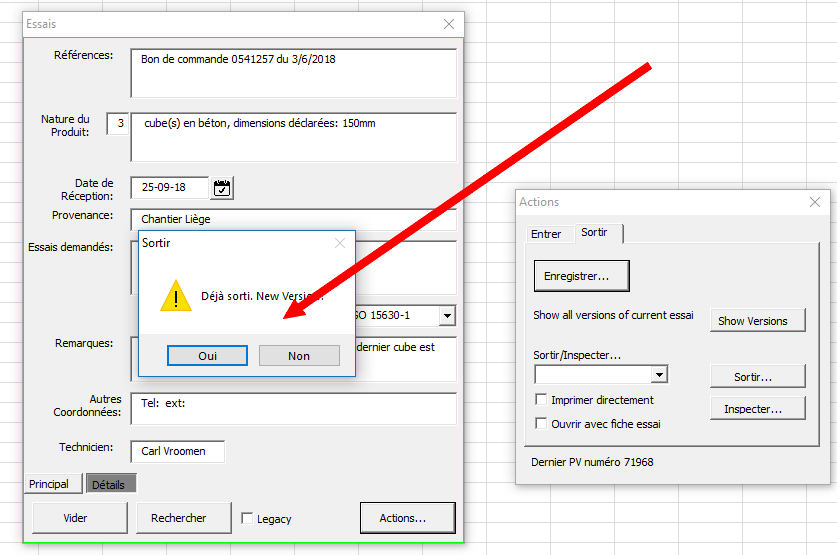 Essais
Références:
Bon de commande 0541257 du 3/6/2018
Nature du
Produit:
3
cube(s) en béton, dimensions déclarées: 150mm
Date de
Réception:
25-09-18
Provenance:
Chantier Liège
Essais demandés:
SO 15630-1
Remarques:
dernier cube est
Autres
Coordonnées:
Tel:  ext:
Technicien:
Carl Vroomen
Principal
Détails
Vider
Rechercher
Legacy
Actions...
Sortir
Déjà sorti. New Version?
Oui
Non
Actions
Entrer
Sortir
Enregistrer...
Show all versions of current essai
Show Versions
Sortir/Inspecter...
Sortir...
Imprimer directement
Inspecter...
Ouvrir avec fiche essai
Dernier PV numéro 71968